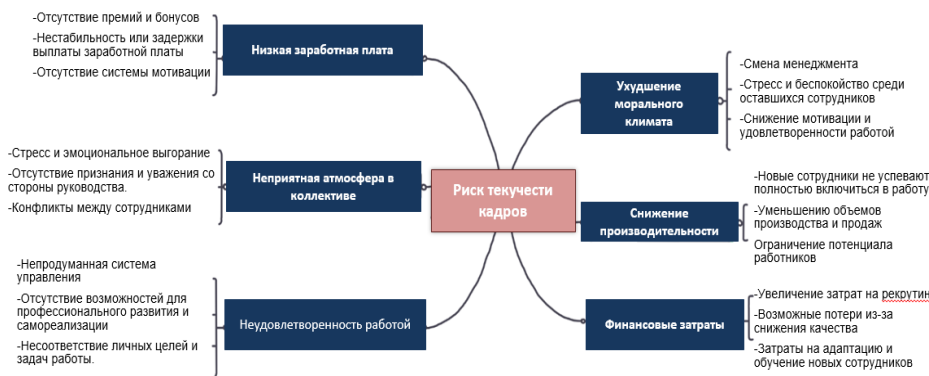 -Отсутствие премий и бонусов
-Нестабильность или задержки
выплаты заработной платы
-Отсутствие системы мотивации
Низкая заработная плата
-Стресс и эмоциональное выгорание
-Отсутствие признания и уважения со
стороны руководства.
-Конфликты между сотрудниками
Неприятная атмосфера в
коллективе
-Непродуманная система
управления
-Отсутствие возможностей для
профессионального развития и
самореализации
-Несоответствие личных целей и
задач работы.
Неудовлетворенность работой
Риск текучести
кадров
Ухудшение
морального
климата
-Смена менеджмента
-Стресс и беспокойство среди
оставшихся сотрудников
-Снижение мотивации и
удовлетворенности работой
Снижение
производительности
-Новые сотрудники не успевают
полностью включиться в работу
-Уменьшению объемов
производства и продаж
Ограничение потенциала
работников
Финансовые затраты
-Увеличение затрат на рекрутин
-Возможные потери из-за
снижения качества
-Затраты на адаптацию и
обучение новых сотрудников